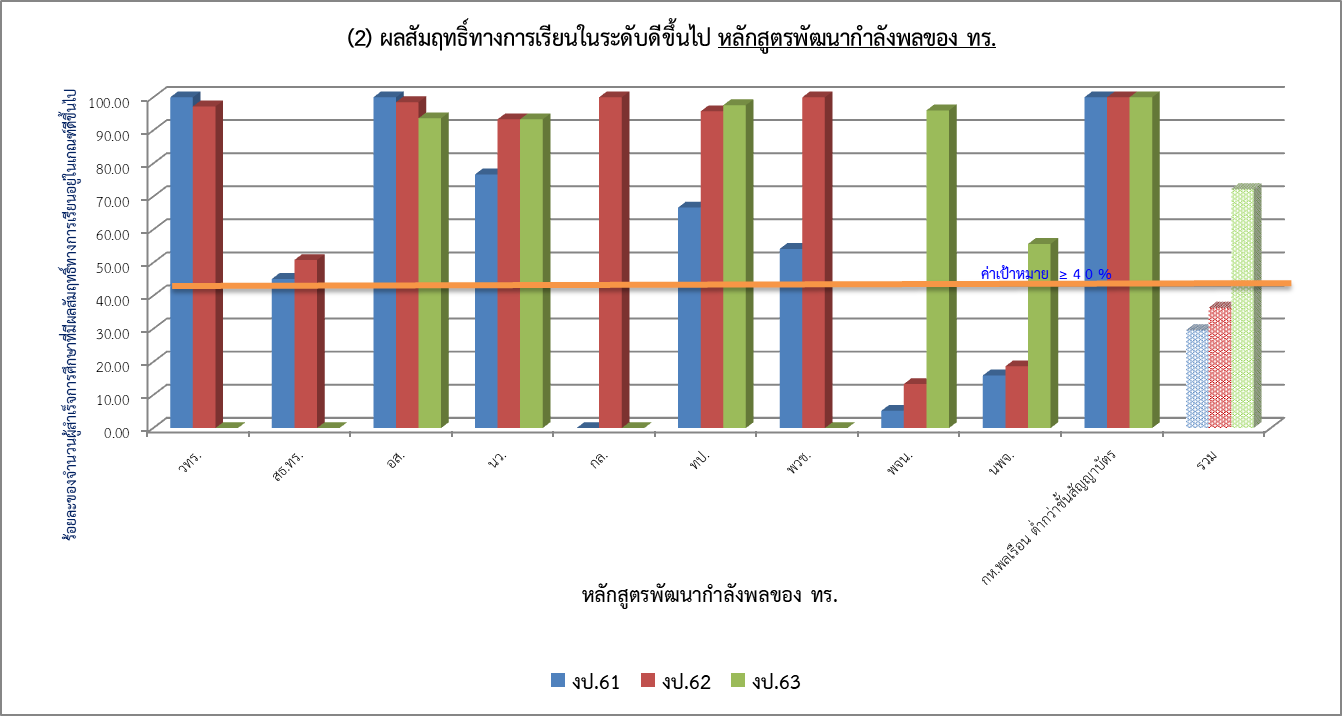 (2) ผลสัมฤทธิ์ทางการเรียนในระดับดีขึ้นไป หลักสูตรพัฒนากำลังพลของ ทร.
ร้อยละของจำนวนผู้สำเร็จการศึกษาที่มีผลสัมฤทธิ์ทางการเรียนอยู่ในเกณฑ์ดีขึ้นไป
100.00
90.00
80.00
70.00
60.00
50.00
40.00
30.00
20.00
10.00
0.00
ค่าเป้าหมาย ≥ 4 0 %
วทร.
สธ.ทร.
อส.
นว.
กล.
ทป.
พวช.
พจน.
นพจ.
กห.พลเรือน ต่ำกว่าชั้นสัญญาบัตร
รวม
หลักสูตรพัฒนากำลังพลของ ทร.
งป.61 งป.62 งป.63